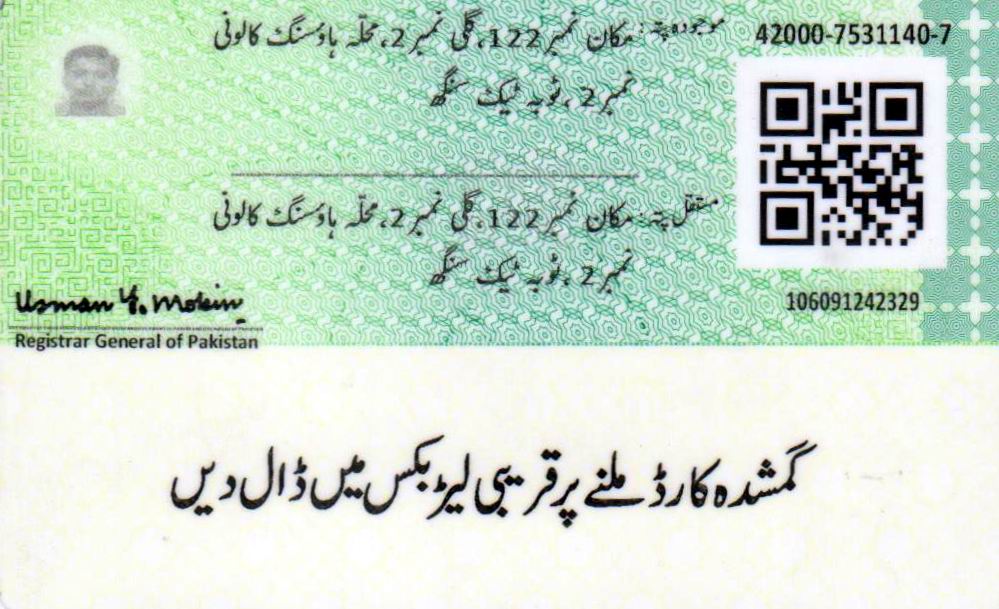 موجودہ پتہ: مکان نمبر 122، گلی نمبر 2، محلہ ہاؤسنگ کالونی
42000-7531140-7
نمبر 2، ٹوبہ ٹیک سنگھ
مستقل پتہ: مکان نمبر 122، گلی نمبر 2، محلہ ہاؤسنگ کالونی
نمبر 2، ٹوبہ ٹیک سنگھ
106091242329
Usman Y. Mobin
Registrar General of Pakistan
گمشدہ کارڈ ملنے پر قریبی لیٹر بکس میں ڈال دیں